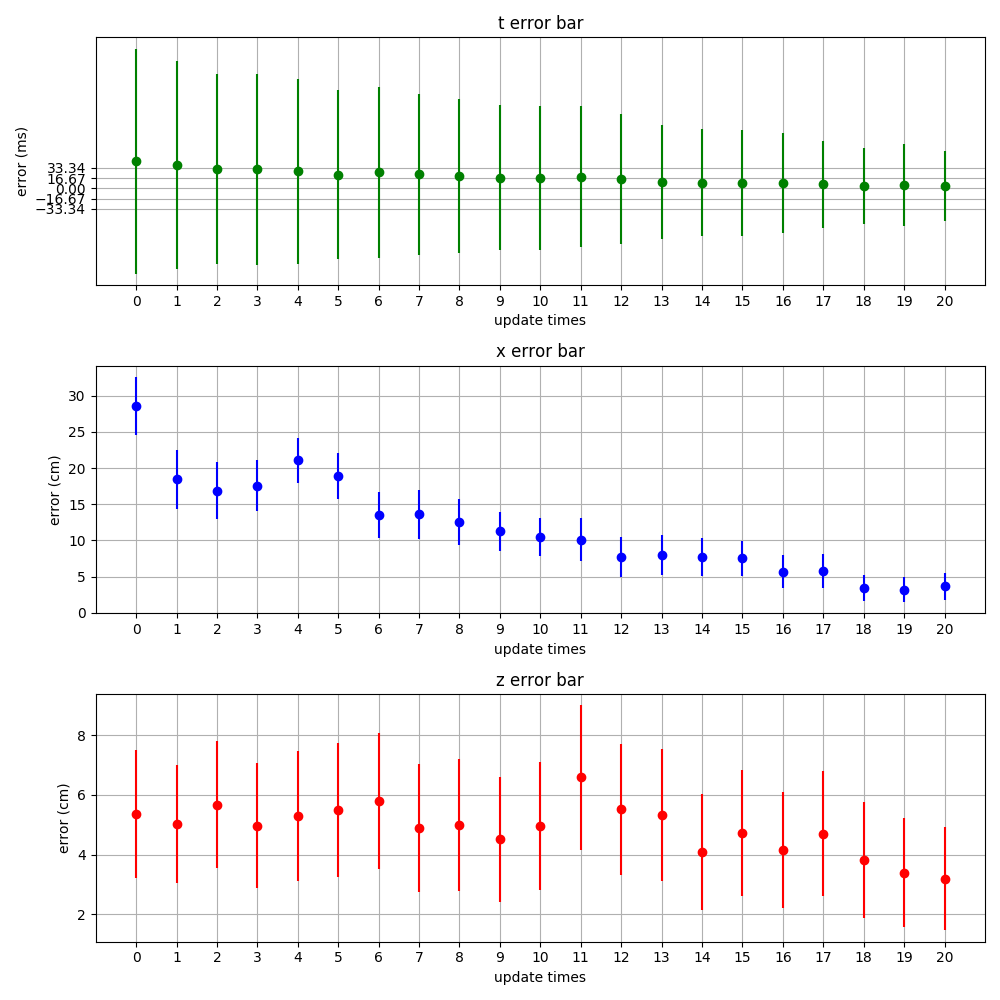 t error bar
error (ms)
33.34
16.67
0.00
−16.67
−33.34
0 1 2 3 4 5 6 7 8 9 10 11 12 13 14 15 16 17 18 19 20
update times
x error bar
error (cm)
30
25
20
15
10
5
0
0 1 2 3 4 5 6 7 8 9 10 11 12 13 14 15 16 17 18 19 20
update times
z error bar
error (cm)
8
6
4
2
0 1 2 3 4 5 6 7 8 9 10 11 12 13 14 15 16 17 18 19 20
update times